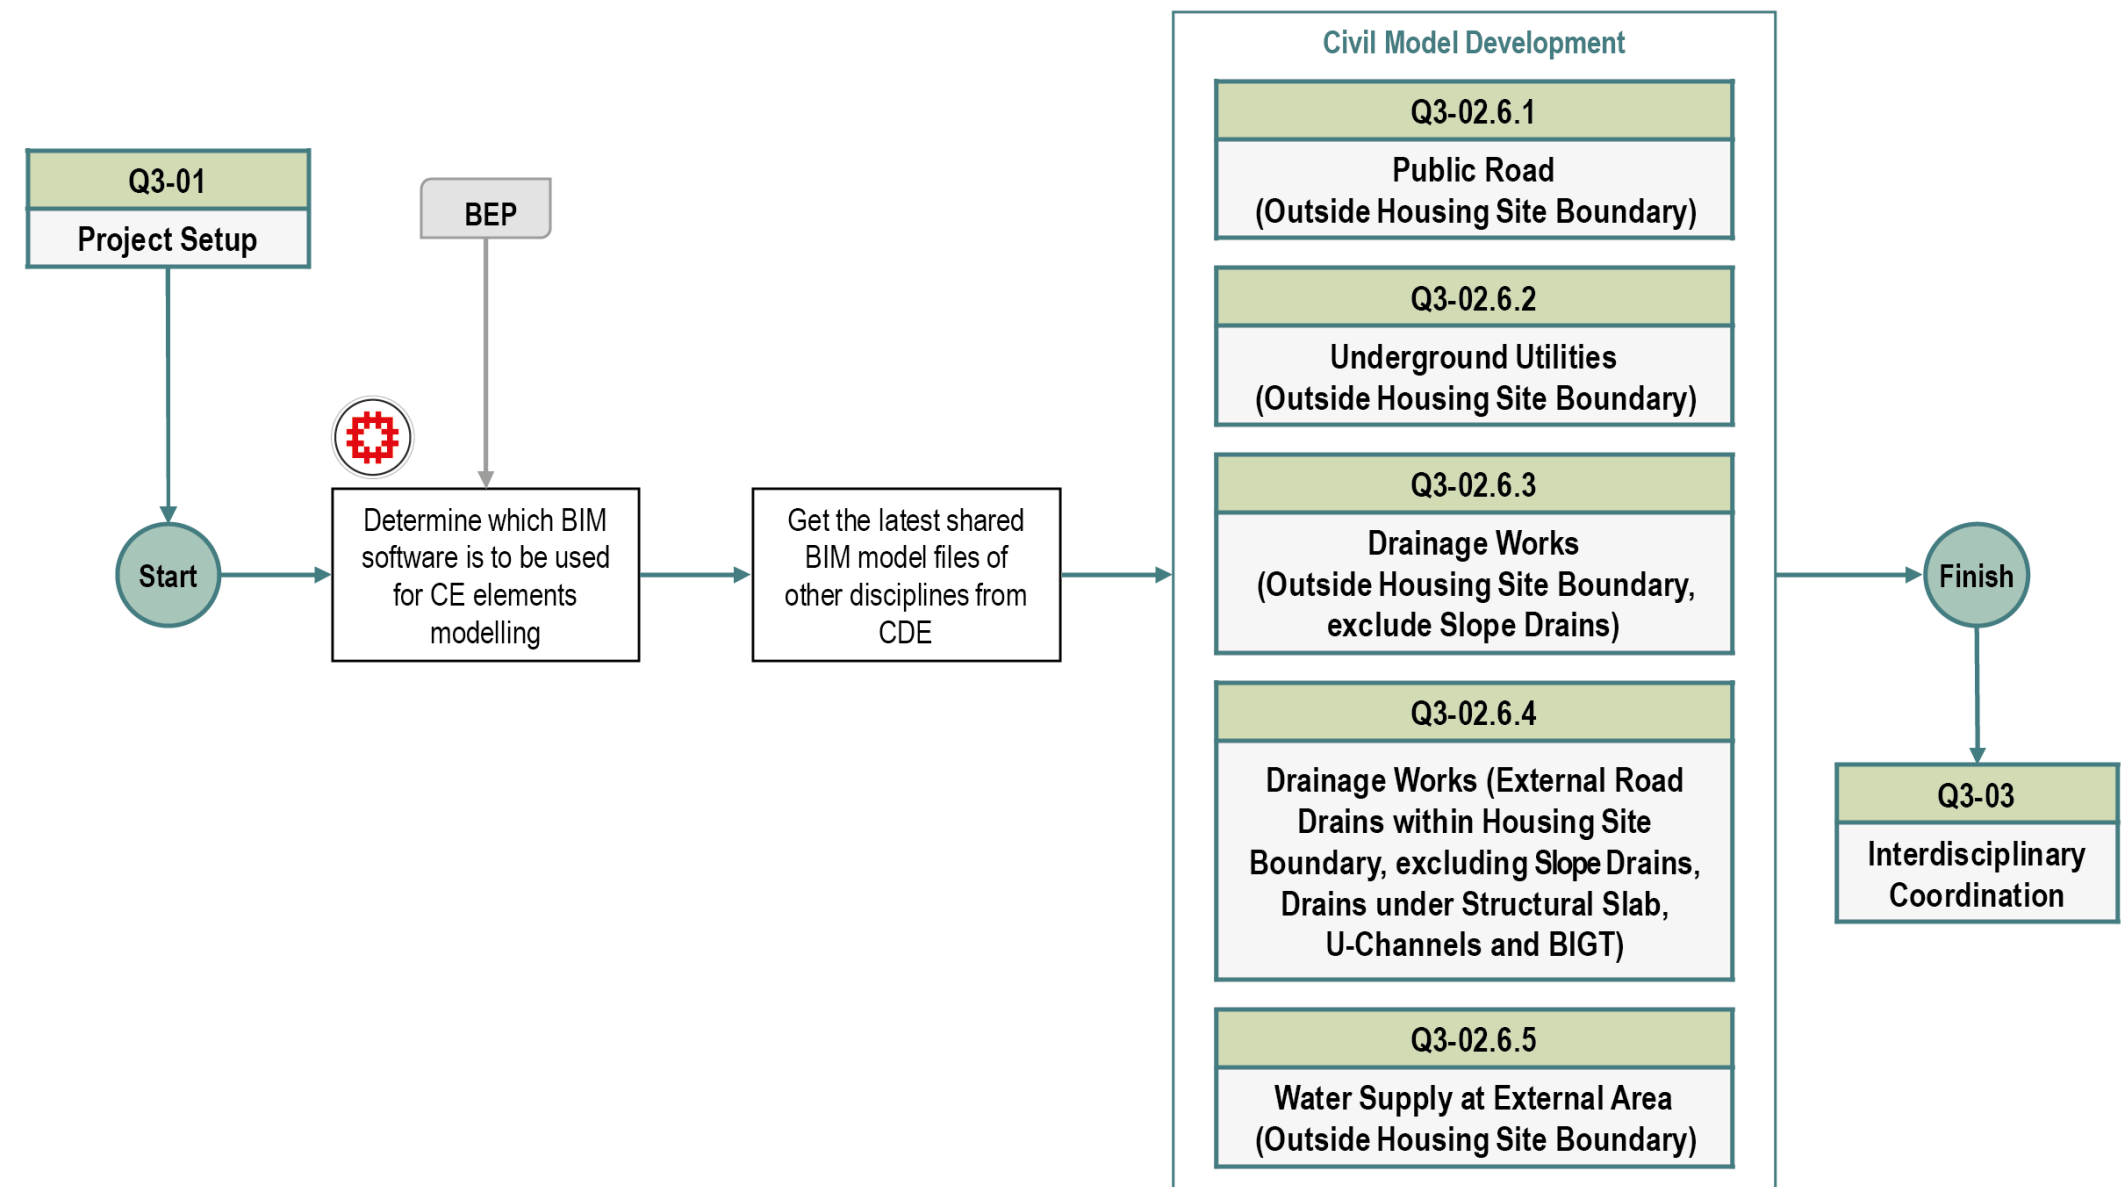 Q3-01
Project Setup
BEP
Start
Determine which BIM
software is to be used
for CE elements
modelling
Get the latest shared
BIM model files of
other disciplines from
CDE
Civil Model Development
Q3-02.6.1
Public Road
(Outside Housing Site Boundary)
Q3-02.6.2
Underground Utilities
(Outside Housing Site Boundary)
Q3-02.6.3
Drainage Works
(Outside Housing Site Boundary,
exclude Slope Drains)
Q3-02.6.4
Drainage Works (External Road
Drains within Housing Site
Boundary, excluding Slope Drains,
Drains under Structural Slab,
U-Channels and BIGT)
Q3-02.6.5
Water Supply at External Area
(Outside Housing Site Boundary)
Finish
Q3-03
Interdisciplinary
Coordination